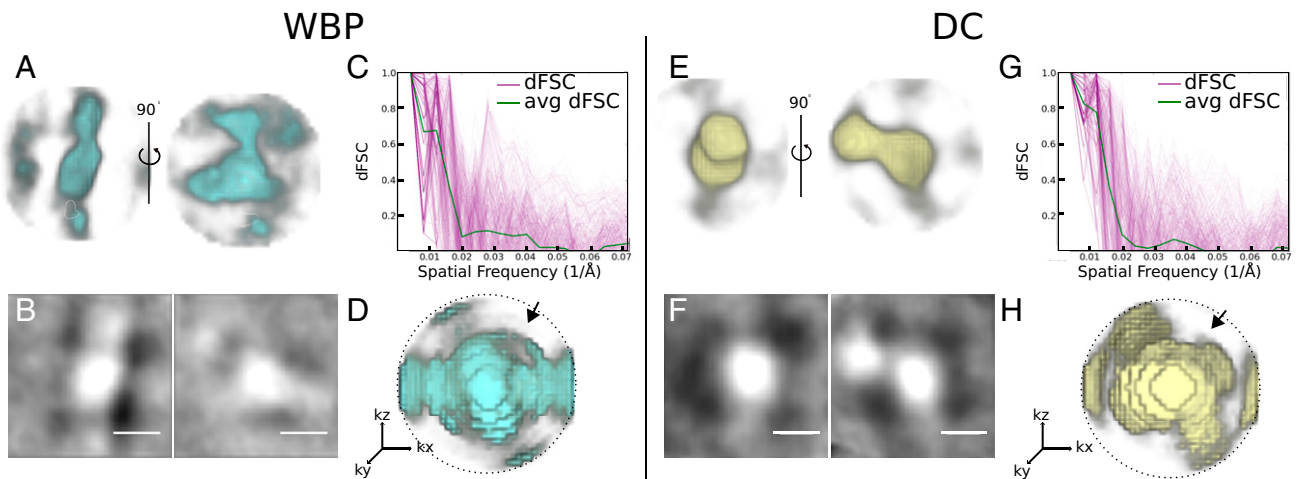 WBP
DC
A
90°
C
1.0
0.8
0.6
0.4
0.2
dFSC
dFSC
avg dFSC
0.01
0.02
0.03
0.04
0.05
0.06
0.07
Spatial Frequency (1/Å)
E
90°
G
1.0
0.8
0.6
0.4
0.2
dFSC
dFSC
avg dFSC
0.01
0.02
0.03
0.04
0.05
0.06
0.07
Spatial Frequency (1/Å)
B
D
kz
kx
ky
F
H
kz
kx
ky